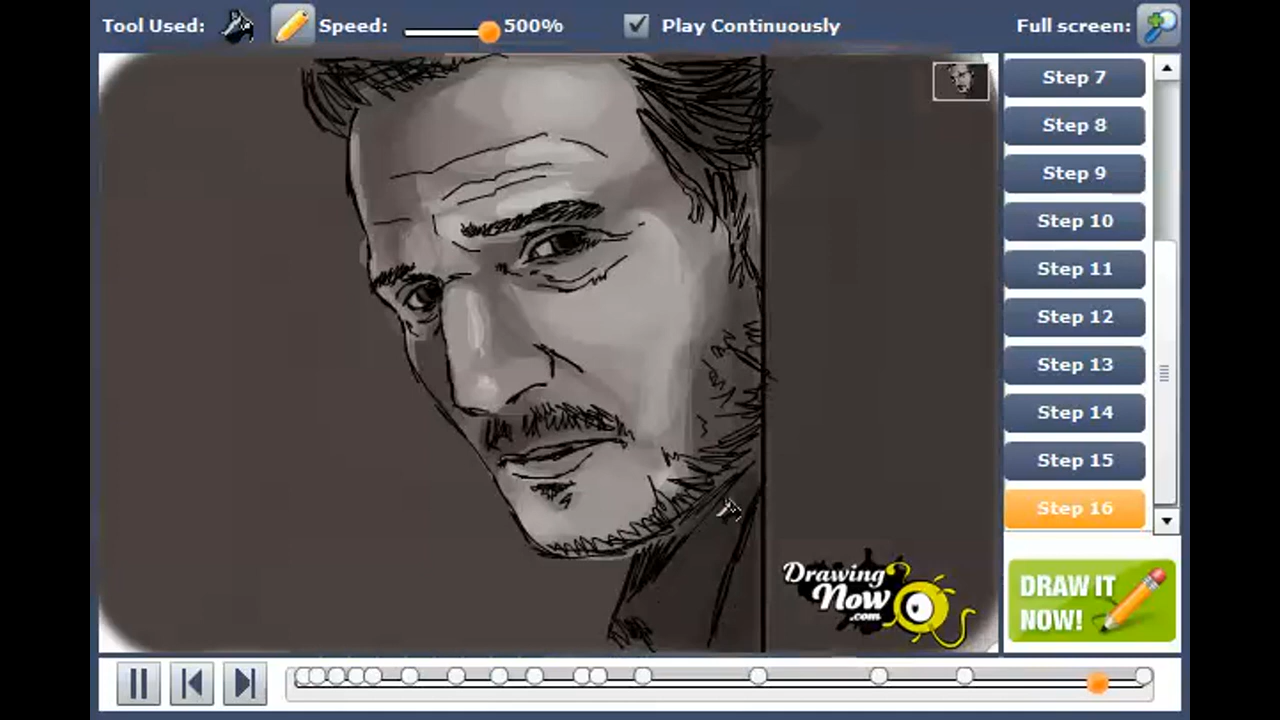 Tool Used:
Speed:
500%
Play Continuously
Full screen:
Step 7
Step 8
Step 9
Step 10
Step 11
Step 12
Step 13
Step 14
Step 15
Step 16
Drawing
Now
.com
DRAW IT
NOW!